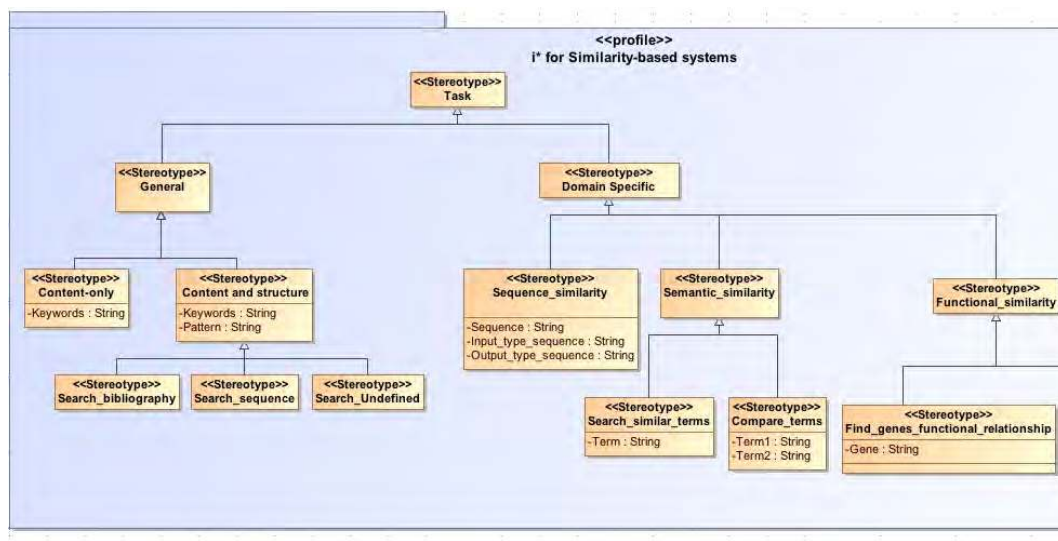 <<profile>>
i* for Similarity-based systems
<<Stereotype>>
Task
<<Stereotype>>
General
<<Stereotype>>
Domain Specific
<<Stereotype>>
Content-only
-Keywords : String
<<Stereotype>>
Content and structure
-Keywords : String
-Pattern : String
<<Stereotype>>
Sequence_similarity
-Sequence : String
-Input_type_sequence : String
-Output_type_sequence : String
<<Stereotype>>
Semantic_similarity
<<Stereotype>>
Functional_similarity
<<Stereotype>>
Search_bibliography
<<Stereotype>>
Search_sequence
<<Stereotype>>
Search_Undefined
<<Stereotype>>
Search_similar_terms
-Term : String
<<Stereotype>>
Compare_terms
-Term1 : String
-Term2 : String
<<Stereotype>>
Find_genes_functional_relationship
-Gene : String